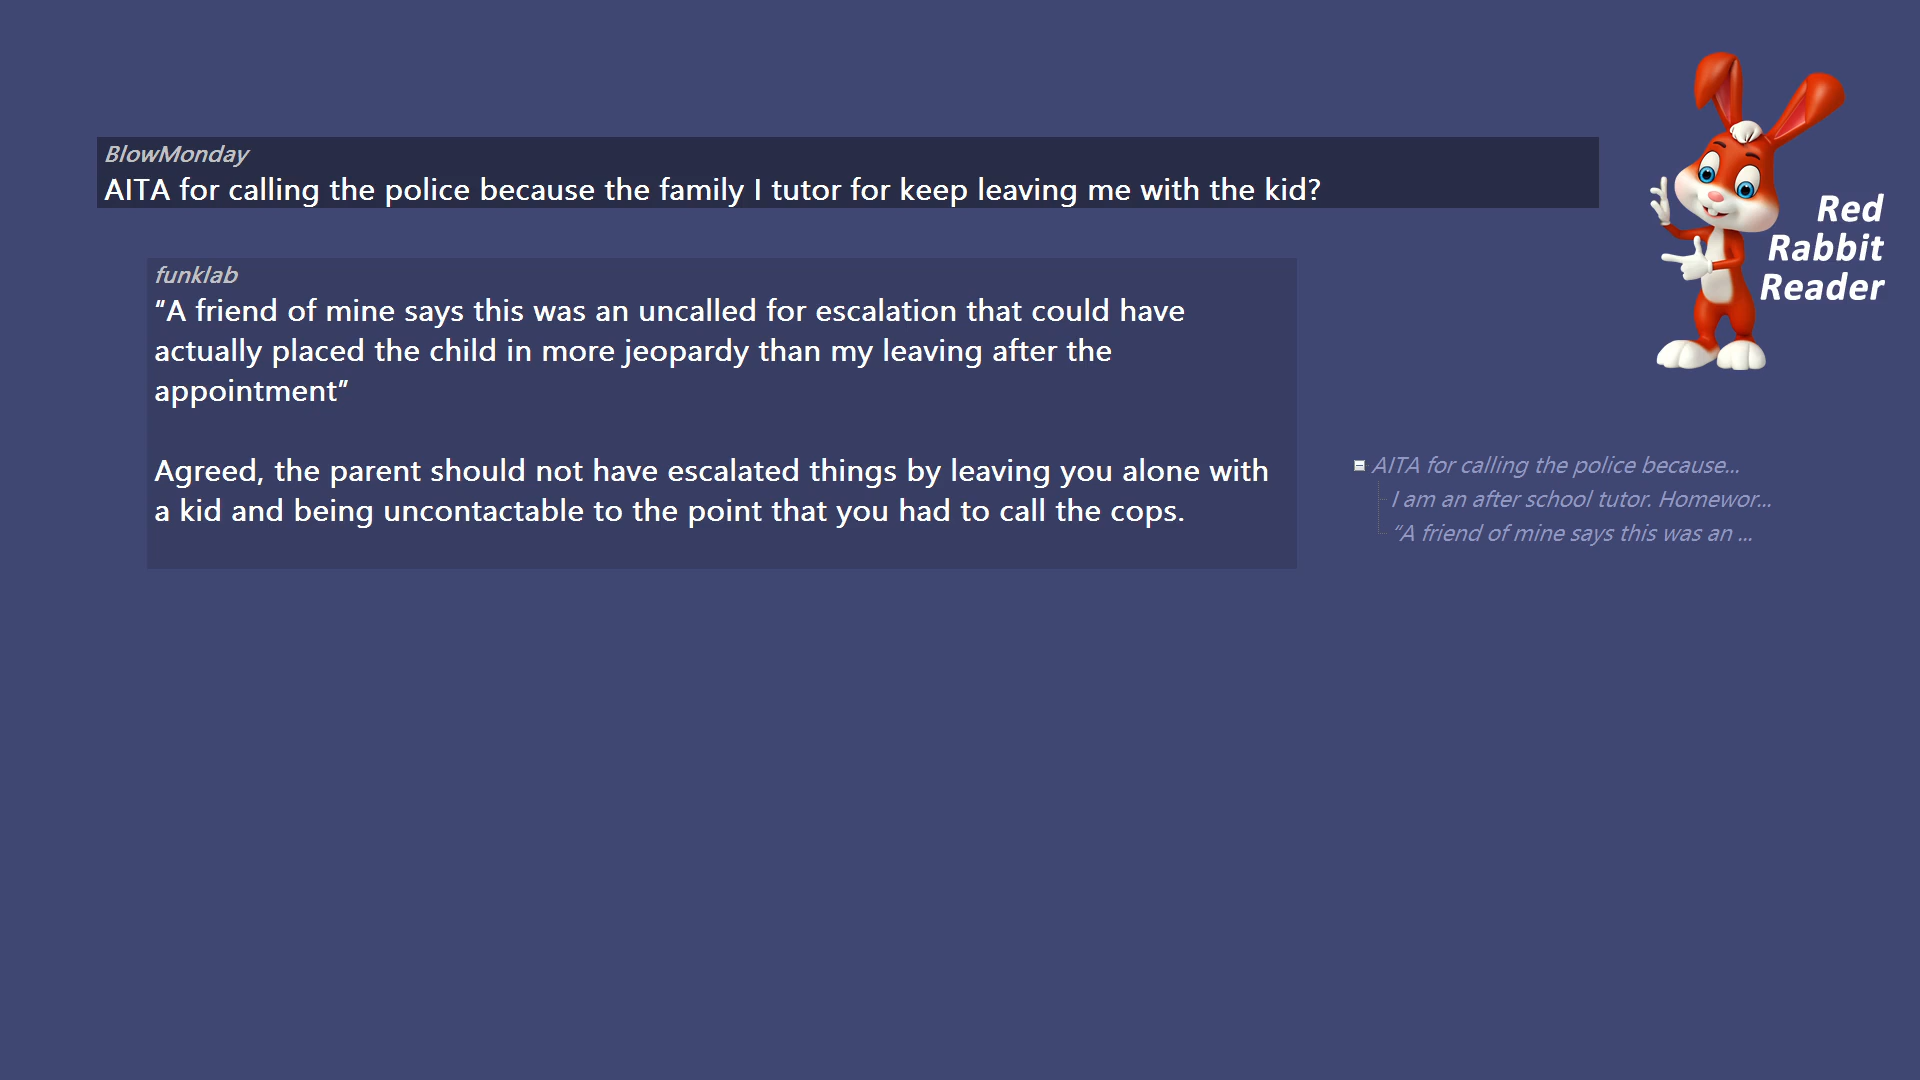 BlowMonday
AITA for calling the police because the family I tutor for keep leaving me with the kid?
Red
Rabbit
Reader
funklab
"A friend of mine says this was an uncalled for escalation that could have
actually placed the child in more jeopardy than my leaving after the
appointment"
Agreed, the parent should not have escalated things by leaving you alone with
a kid and being uncontactable to the point that you had to call the cops.
AITA for calling the police because...
I am an after school tutor. Homewor...
"A friend of mine says this was an ...